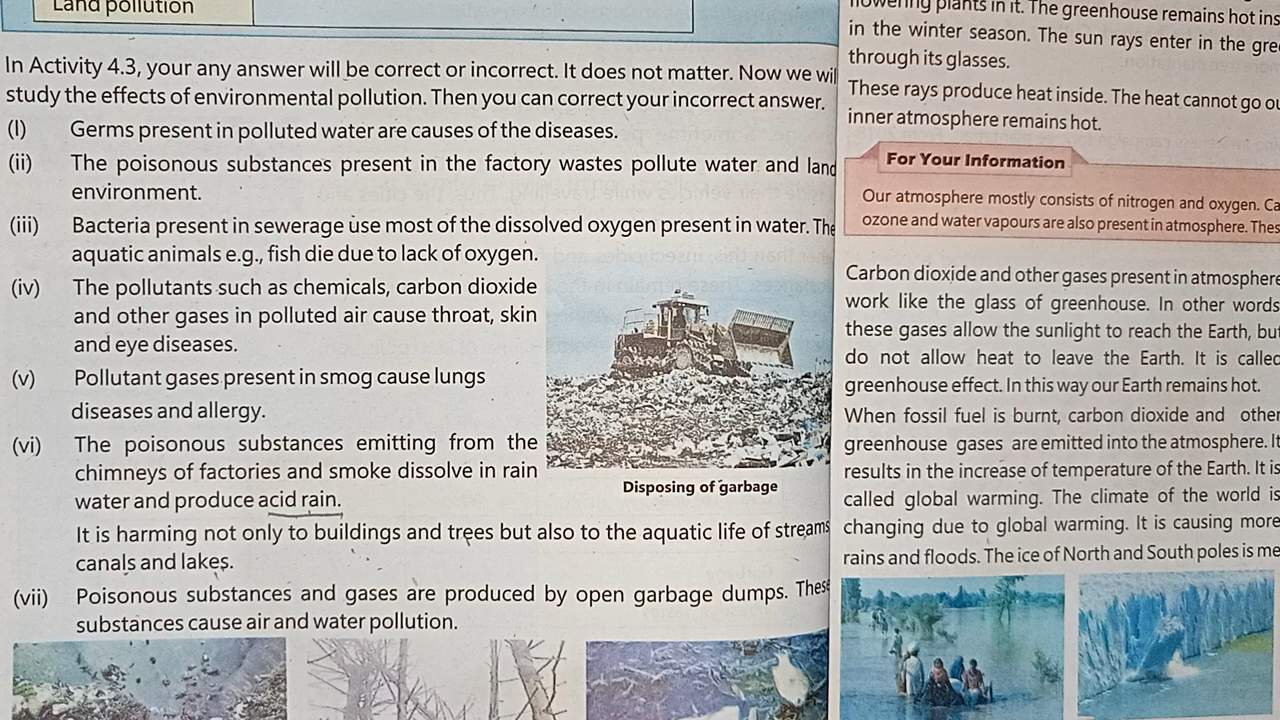 Land pollution
In Activity 4.3, your any answer will be correct or incorrect. It does not matter. Now we
study the effects of environmental pollution. Then you can correct your incorrect answer.
(I) Germs present in polluted water are causes of the diseases.
(ii) The poisonous substances present in the factory wastes pollute water and land
environment.
(iii) Bacteria present in sewerage use most of the dissolved oxygen present in water.
aquatic animals e.g., fish die due to lack of oxygen.
(iv) The pollutants such as chemicals, carbon dioxide
and other gases in polluted air cause throat, skin
and eye diseases.
(v) Pollutant gases present in smog cause lungs
diseases and allergy.
(vi) The poisonous substances emitting from the
chimneys of factories and smoke dissolve in rain
water and produce acid rain.
It is harming not only to buildings and trees but also to the aquatic life of streams
canals and lakes.
(vii) Poisonous substances and gases are produced by open garbage dumps. These
substances cause air and water pollution.
Disposing of garbage
flowering plants in it. The greenhouse remains hot
in the winter season. The sun rays enter in the
through its glasses.
These rays produce heat inside. The heat cannot go
inner atmosphere remains hot.
For Your Information
Our atmosphere mostly consists of nitrogen and oxygen.
ozone and water vapours are also present in atmosphere.
Carbon dioxide and other gases present in atmosphere
work like the glass of greenhouse. In other words
these gases allow the sunlight to reach the Earth, but
do not allow heat to leave the Earth. It is called
greenhouse effect. In this way our Earth remains hot.
When fossil fuel is burnt, carbon dioxide and other
greenhouse gases are emitted into the atmosphere. It
results in the increase of temperature of the Earth. It is
called global warming. The climate of the world is
changing due to global warming. It is causing more
rains and floods. The ice of North and South poles is